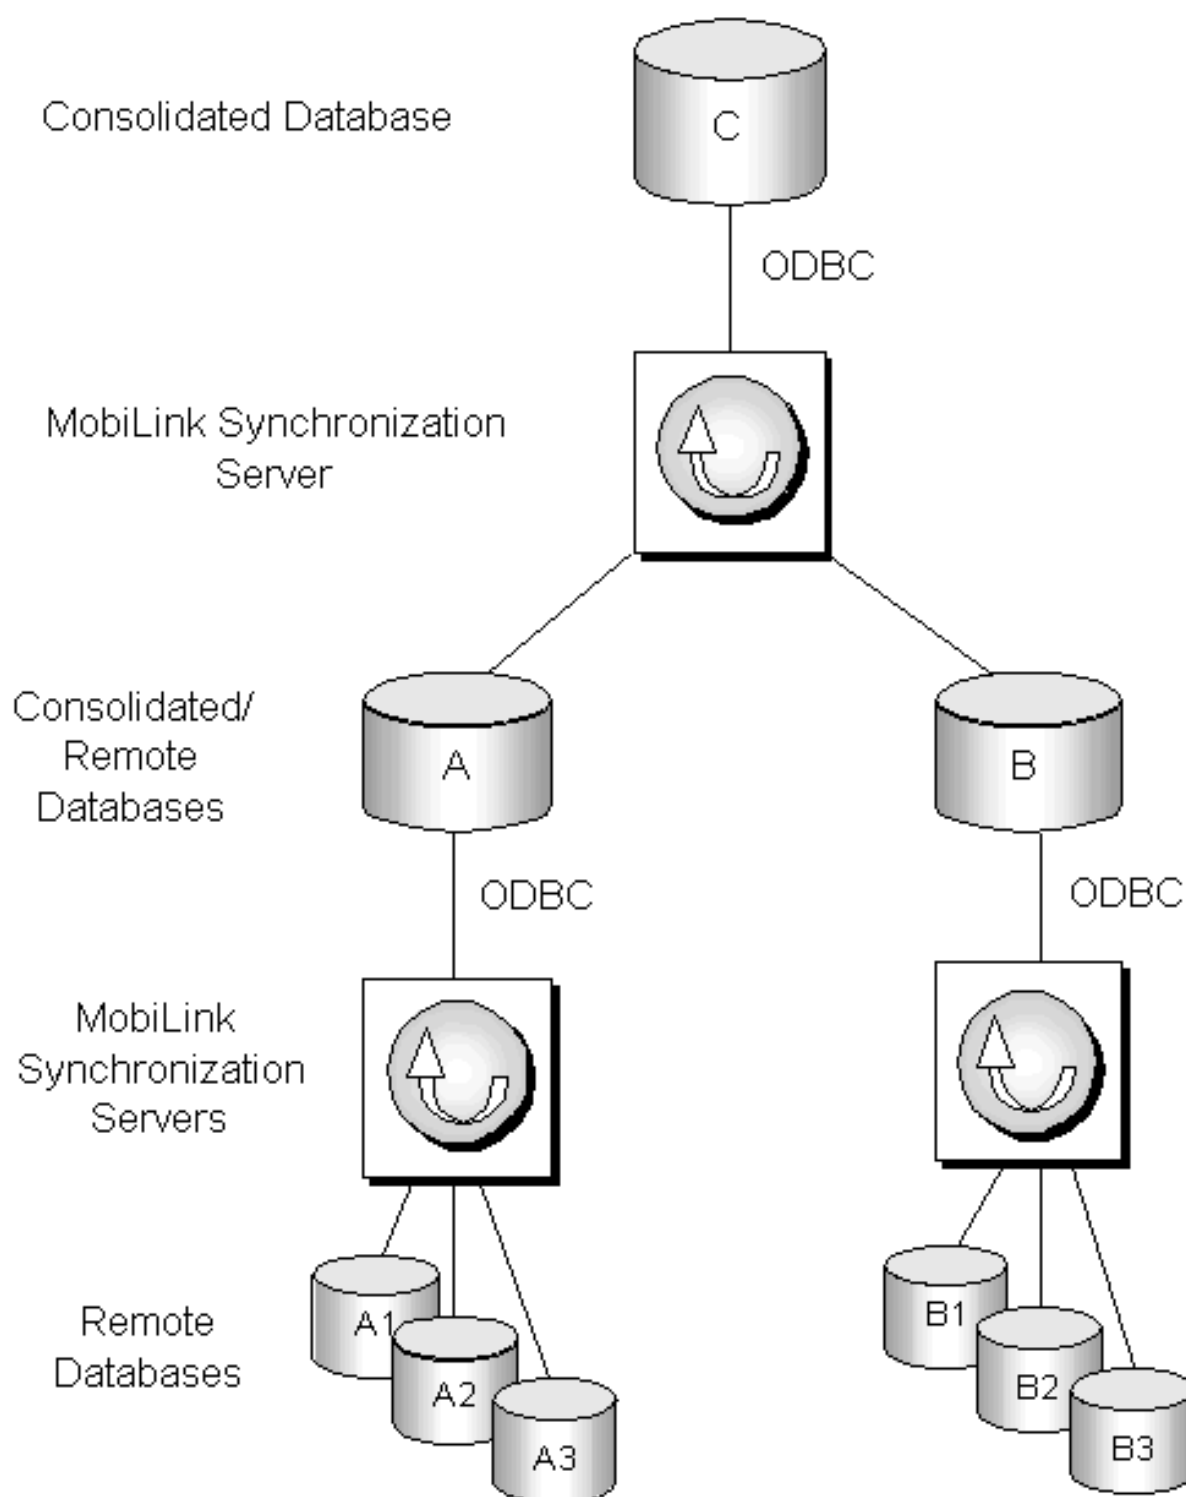 C
Consolidated Database
ODBC
MobiLink Synchronization
Server
Consolidated/
Remote
Databases
A
B
ODBC
ODBC
MobiLink
Synchronization
Servers
Remote
Databases
A1
A2
A3
B1
B2
B3